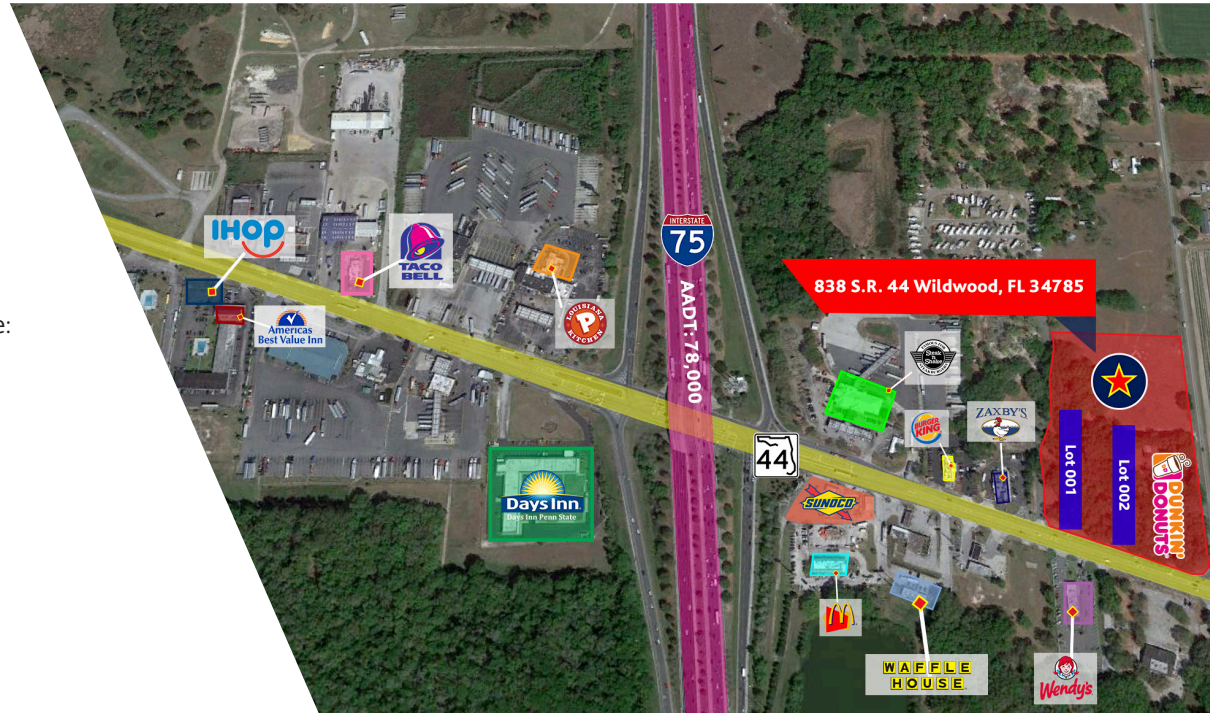 e:
IHOP
TACO
BELL
Americas
Best Value Inn
LOUISIANA
P
KITCHEN
INTERSTATE
75
AADT: 78,000
838 S.R. 44 Wildwood, FL 34785
Steak
n
Shake
BURGER
KING
ZAXBY'S
44
SUNOCO
Days Inn
Days Inn Penn State
Lot 001
Lot 002
DUNKIN'
DONUTS
WAFFLE
HOUSE
Wendy's